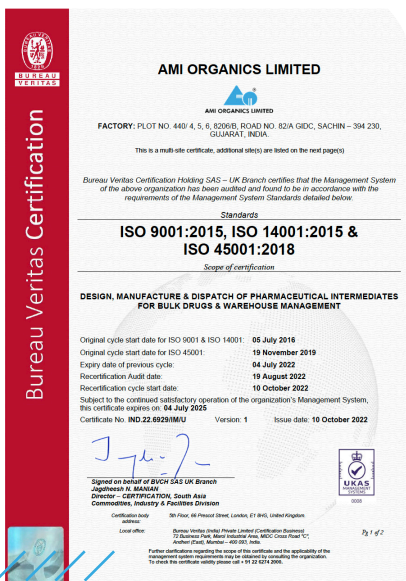 BUREAU
VERITAS
Bureau Veritas Certification
AMI ORGANICS LIMITED
AMI ORGANICS LIMITED
FACTORY: PLOT NO. 440/ 4, 5, 6, 8206/B, ROAD NO. 82/A GIDC, SACHIN – 394 230,
GUJARAT, INDIA.
This is a multi-site certificate, additional site(s) are listed on the next page(s)
Bureau Veritas Certification Holding SAS – UK Branch certifies that the Management System
of the above organization has been audited and found to be in accordance with the
requirements of the Management System Standards detailed below.
Standards
ISO 9001:2015, ISO 14001:2015 &
ISO 45001:2018
Scope of certification
DESIGN, MANUFACTURE & DISPATCH OF PHARMACEUTICAL INTERMEDIATES
FOR BULK DRUGS & WAREHOUSE MANAGEMENT
Original cycle start date for ISO 9001 & ISO 14001: 05 July 2016
Original cycle start date for ISO 45001: 19 November 2019
Expiry date of previous cycle: 04 July 2022
Recertification Audit date: 19 August 2022
Recertification cycle start date: 10 October 2022
Subject to the continued satisfactory operation of the organization's Management System,
this certificate expires on: 04 July 2025
Certificate No. IND.22.6929/IM/U Version: 1 Issue date: 10 October 2022
Signed on behalf of BVCH SAS UK Branch
Jagdheesh N. MANIAN
Director – CERTIFICATION, South Asia
Commodities, Industry & Facilities Division
UKAS
MANAGEMENT
SYSTEMS
0008
Certification body 5th Floor, 66 Prescot Street, London, E1 8HG, United Kingdom.
address:
Local office: Bureau Veritas (India) Private Limited (Certification Business)
72 Business Park, Marol Industrial Area, MIDC Cross Road "C",
Andheri (East), Mumbai – 400 093, India.
Pg 1 of 2
Further clarifications regarding the scope of this certificate and the applicability of the
management system requirements may be obtained by consulting the organization.
To check this certificate validity please call + 91 22 6274 2000.